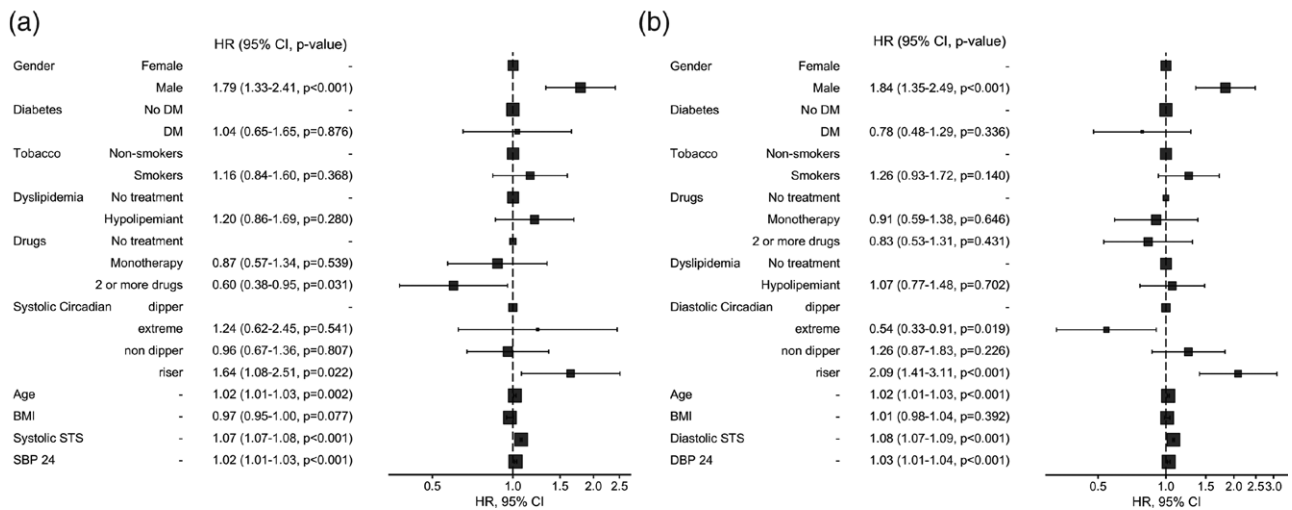 (a)
HR (95% CI, p-value)
Gender Female -
Male 1.79 (1.33-2.41, p<0.001)
Diabetes No DM -
DM 1.04 (0.65-1.65, p=0.876)
Tobacco Non-smokers -
Smokers 1.16 (0.84-1.60, p=0.368)
Dyslipidemia No treatment -
Hypolipemiant 1.20 (0.86-1.69, p=0.280)
Drugs No treatment -
Monotherapy 0.87 (0.57-1.34, p=0.539)
2 or more drugs 0.60 (0.38-0.95, p=0.031)
Systolic Circadian dipper -
extreme 1.24 (0.62-2.45, p=0.541)
non dipper 0.96 (0.67-1.36, p=0.807)
riser 1.64 (1.08-2.51, p=0.022)
Age - 1.02 (1.01-1.03, p=0.002)
BMI - 0.97 (0.95-1.00, p=0.077)
Systolic STS - 1.07 (1.07-1.08, p<0.001)
SBP 24 - 1.02 (1.01-1.03, p<0.001)
0.5 1.0 1.5 2.0 2.5
HR, 95% CI
(b)
HR (95% CI, p-value)
Gender Female -
Male 1.84 (1.35-2.49, p<0.001)
Diabetes No DM -
DM 0.78 (0.48-1.29, p=0.336)
Tobacco Non-smokers -
Smokers 1.26 (0.93-1.72, p=0.140)
Drugs No treatment -
Monotherapy 0.91 (0.59-1.38, p=0.646)
2 or more drugs 0.83 (0.53-1.31, p=0.431)
Dyslipidemia No treatment -
Hypolipemiant 1.07 (0.77-1.48, p=0.702)
Diastolic Circadian dipper -
extreme 0.54 (0.33-0.91, p=0.019)
non dipper 1.26 (0.87-1.83, p=0.226)
riser 2.09 (1.41-3.11, p<0.001)
Age - 1.02 (1.01-1.03, p<0.001)
BMI - 1.01 (0.98-1.04, p=0.392)
Diastolic STS - 1.08 (1.07-1.09, p<0.001)
DBP 24 - 1.03 (1.01-1.04, p<0.001)
0.5 1.0 1.5 2.0 2.5 3.0
HR, 95% CI